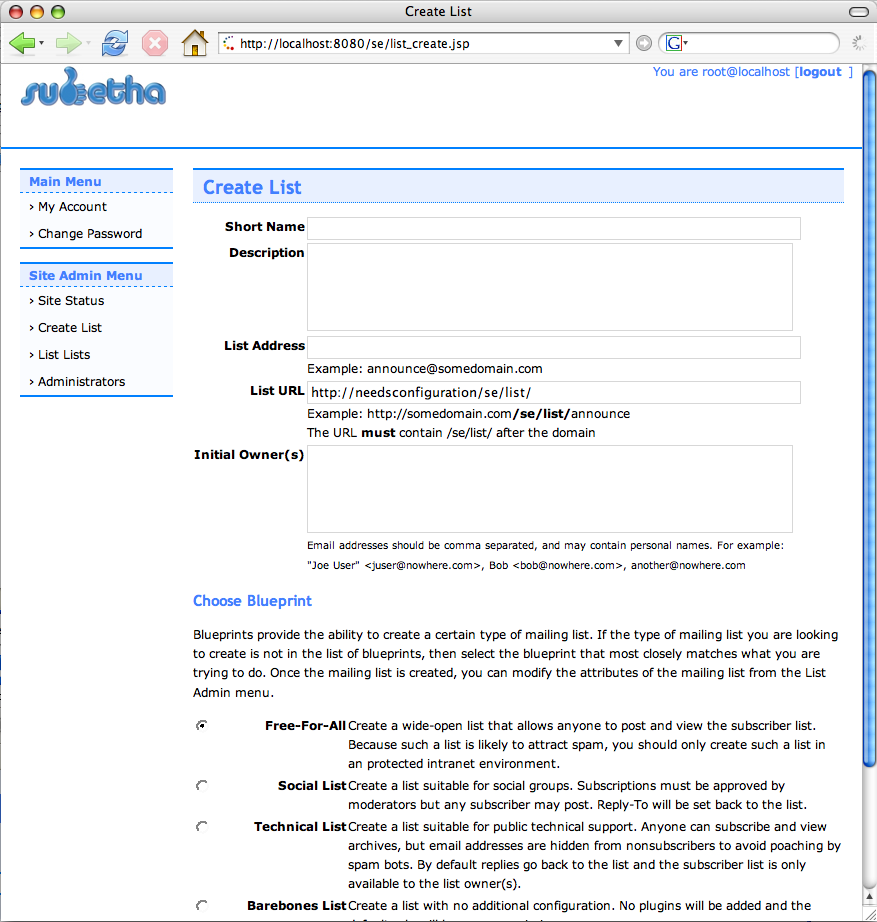 Create List
http://localhost:8080/se/list_create.jsp
G
You are root@localhost [logout ]
subetha
Main Menu
› My Account
› Change Password
Site Admin Menu
› Site Status
› Create List
› List Lists
› Administrators
Create List
Short Name
Description
List Address
Example: announce@somedomain.com
List URL http://needsconfiguration/se/list/
Example: http://somedomain.com/se/list/announce
The URL must contain /se/list/ after the domain
Initial Owner(s)
Email addresses should be comma separated, and may contain personal names. For example:
"Joe User" <juser@nowhere.com>, Bob <bob@nowhere.com>, another@nowhere.com
Choose Blueprint
Blueprints provide the ability to create a certain type of mailing list. If the type of mailing list you are looking
to create is not in the list of blueprints, then select the blueprint that most closely matches what you are
trying to do. Once the mailing list is created, you can modify the attributes of the mailing list from the List
Admin menu.
Free-For-All Create a wide-open list that allows anyone to post and view the subscriber list.
Because such a list is likely to attract spam, you should only create such a list in
an protected intranet environment.
Social List Create a list suitable for social groups. Subscriptions must be approved by
moderators but any subscriber may post. Reply-To will be set back to the list.
Technical List Create a list suitable for public technical support. Anyone can subscribe and view
archives, but email addresses are hidden from nonsubscribers to avoid poaching by
spam bots. By default replies go back to the list and the subscriber list is only
available to the list owner(s).
Barebones List Create a list with no additional configuration. No plugins will be added and the